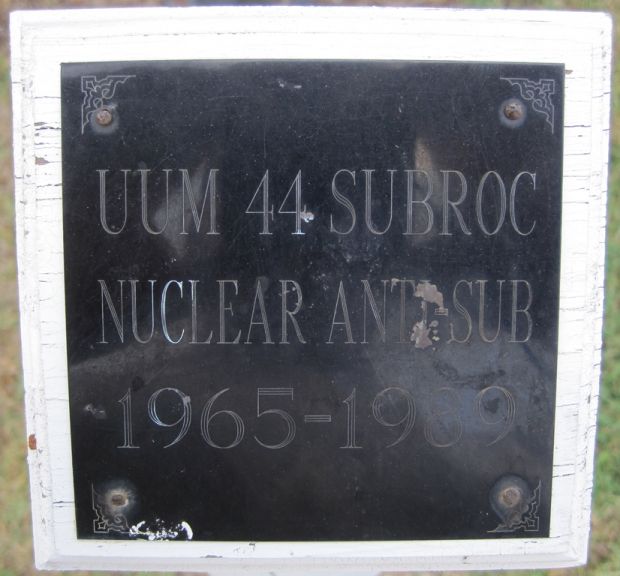 UUM 44 SUBROC
NUCLEAR ANTI-SUB
1965-1989